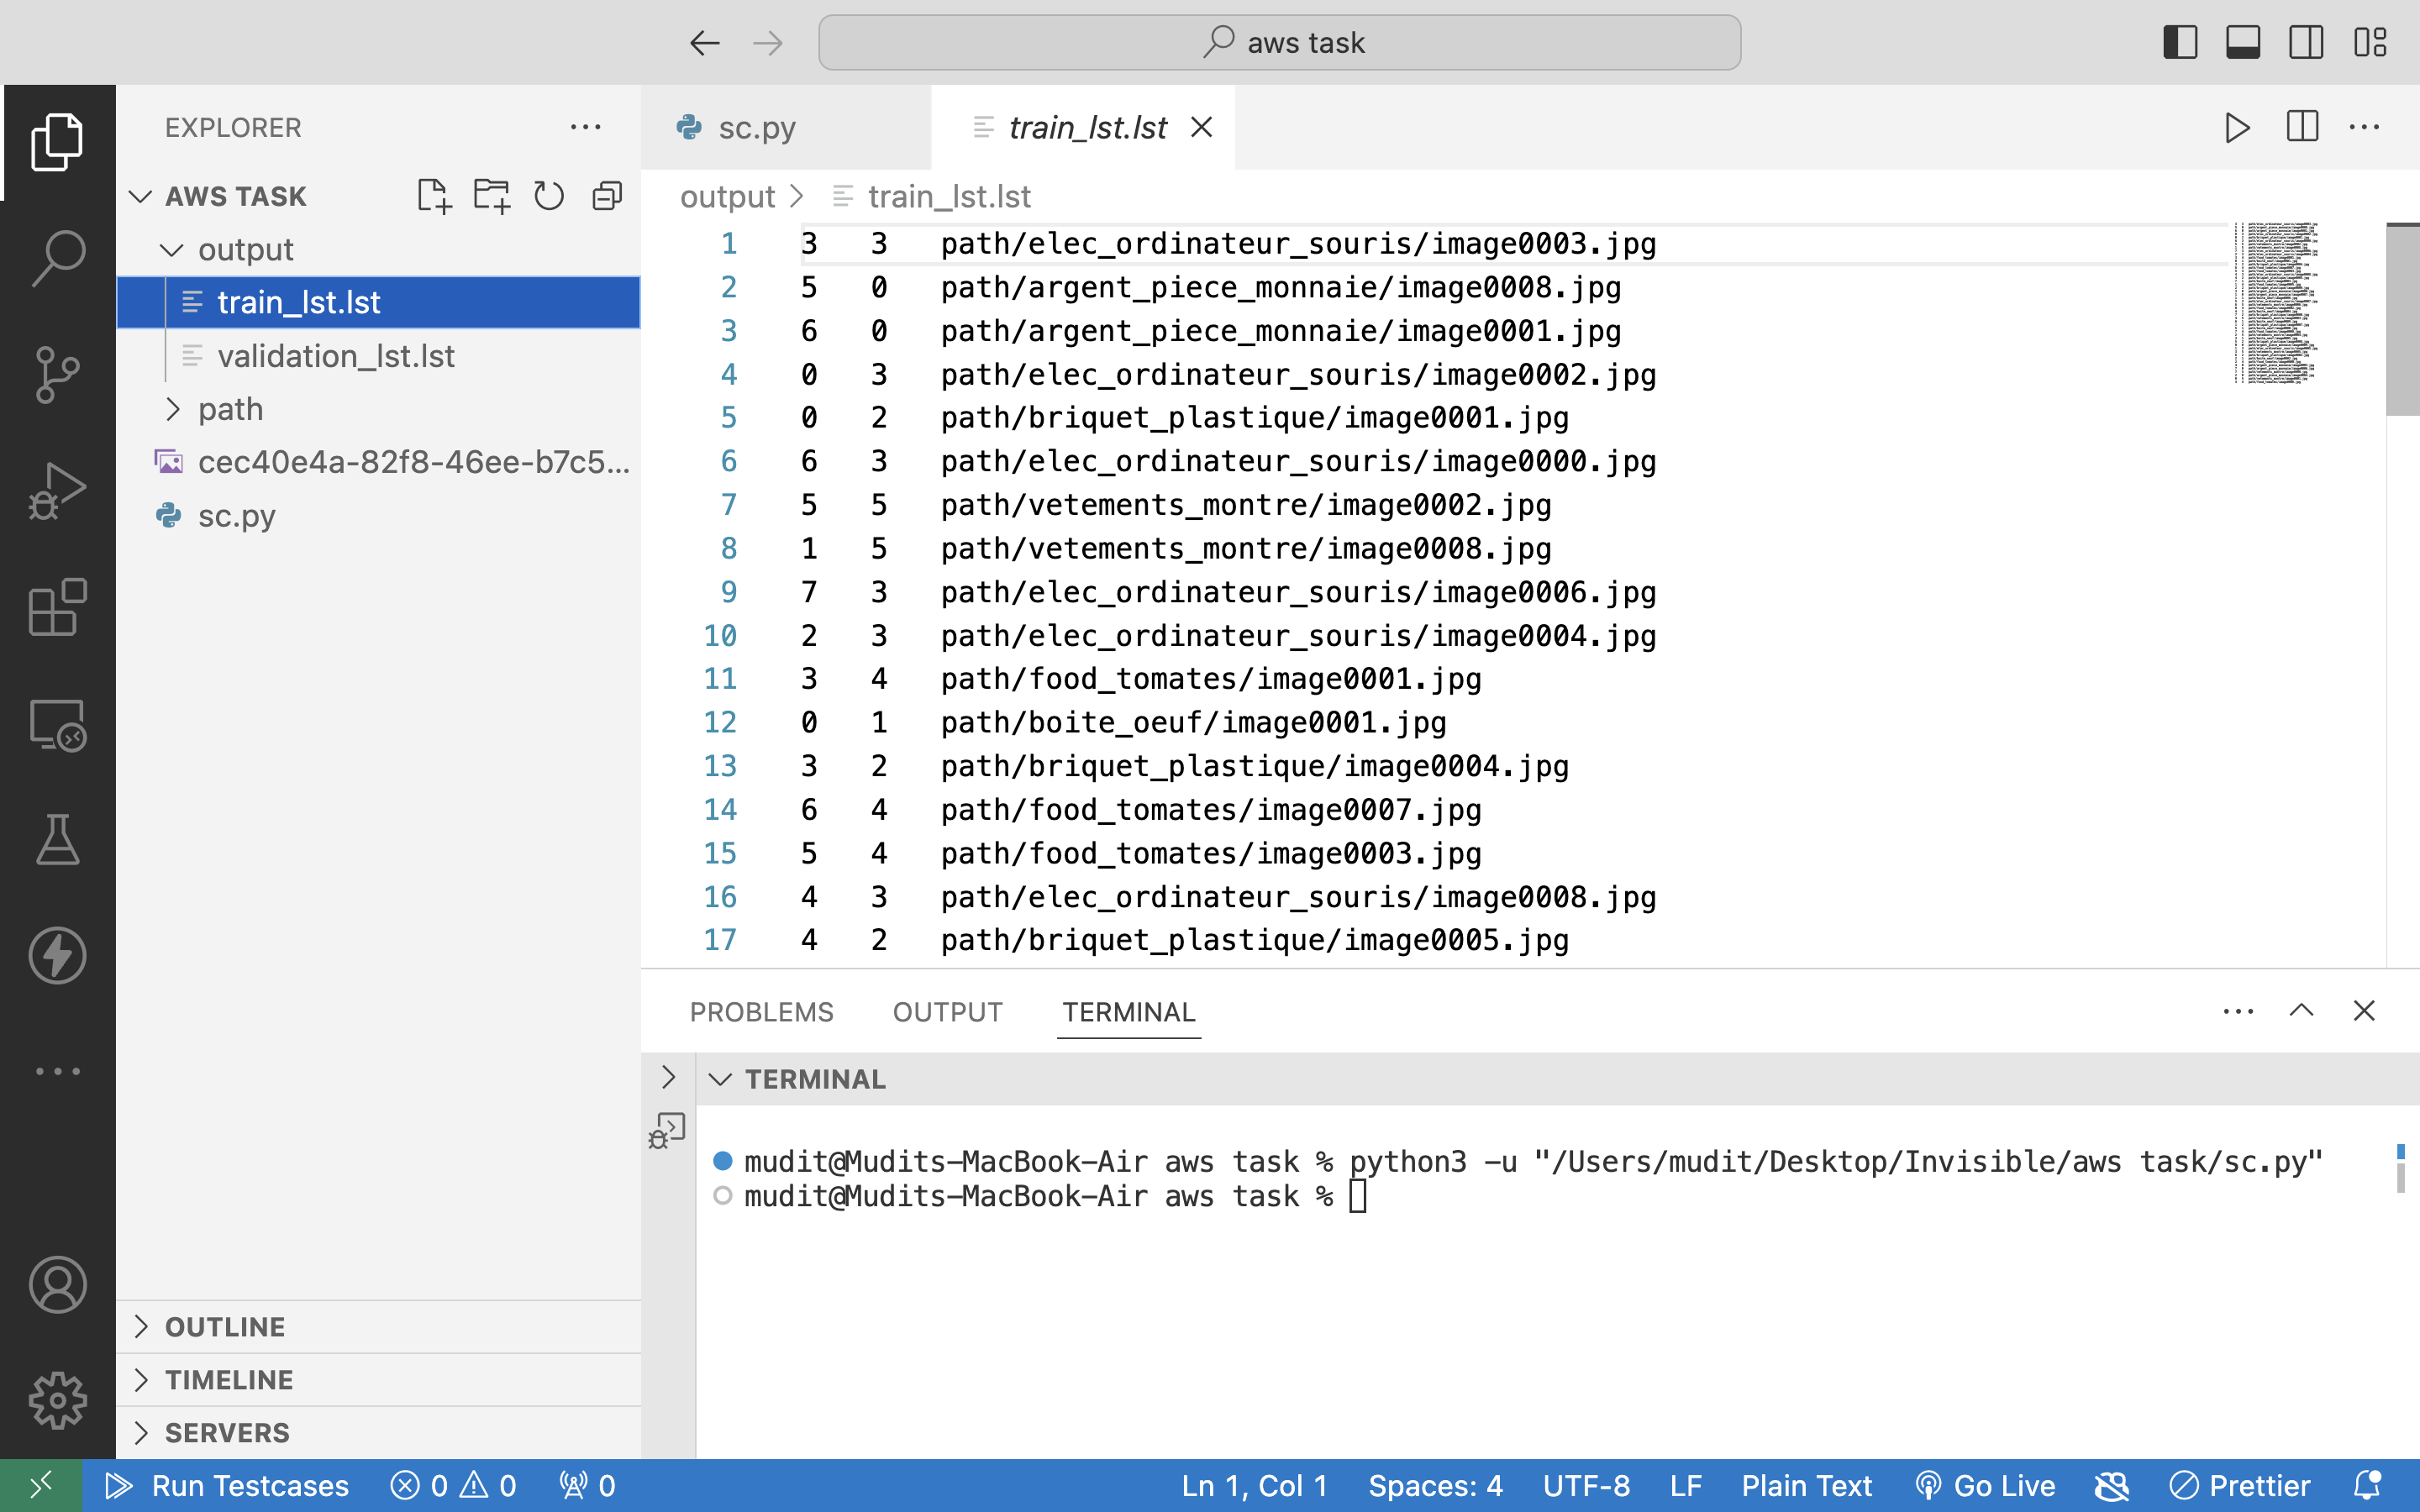 aws task
EXPLORER
AWS TASK
output
train_lst.lst
validation_lst.lst
path
cec40e4a-82f8-46ee-b7c5...
sc.py
OUTLINE
TIMELINE
SERVERS
sc.py
train_lst.lst
output > train_lst.lst
1 3 3 path/elec_ordinateur_souris/image0003.jpg
2 5 0 path/argent_piece_monnaie/image0008.jpg
3 6 0 path/argent_piece_monnaie/image0001.jpg
4 0 3 path/elec_ordinateur_souris/image0002.jpg
5 0 2 path/briquet_plastique/image0001.jpg
6 6 3 path/elec_ordinateur_souris/image0000.jpg
7 5 5 path/vetements_montre/image0002.jpg
8 1 5 path/vetements_montre/image0008.jpg
9 7 3 path/elec_ordinateur_souris/image0006.jpg
10 2 3 path/elec_ordinateur_souris/image0004.jpg
11 3 4 path/food_tomates/image0001.jpg
12 0 1 path/boite_oeuf/image0001.jpg
13 3 2 path/briquet_plastique/image0004.jpg
14 6 4 path/food_tomates/image0007.jpg
15 5 4 path/food_tomates/image0003.jpg
16 4 3 path/elec_ordinateur_souris/image0008.jpg
17 4 2 path/briquet_plastique/image0005.jpg
PROBLEMS OUTPUT TERMINAL
TERMINAL
mudit@Mudits-MacBook-Air aws task % python3 -u "/Users/mudit/Desktop/Invisible/aws task/sc.py"
mudit@Mudits-MacBook-Air aws task %
Run Testcases 0 0 0 Ln 1, Col 1 Spaces: 4 UTF-8 LF Plain Text Go Live Prettier